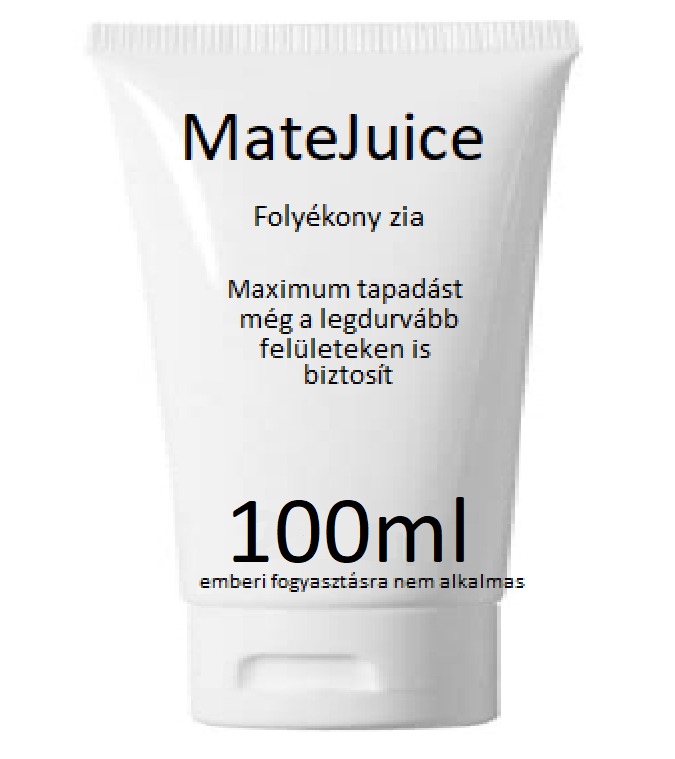 MateJuice
Folyékony zia
Maximum tapadást
még a legdurvább
felületeken is
biztosít
100ml
emberi fogyasztásra nem alkalmas